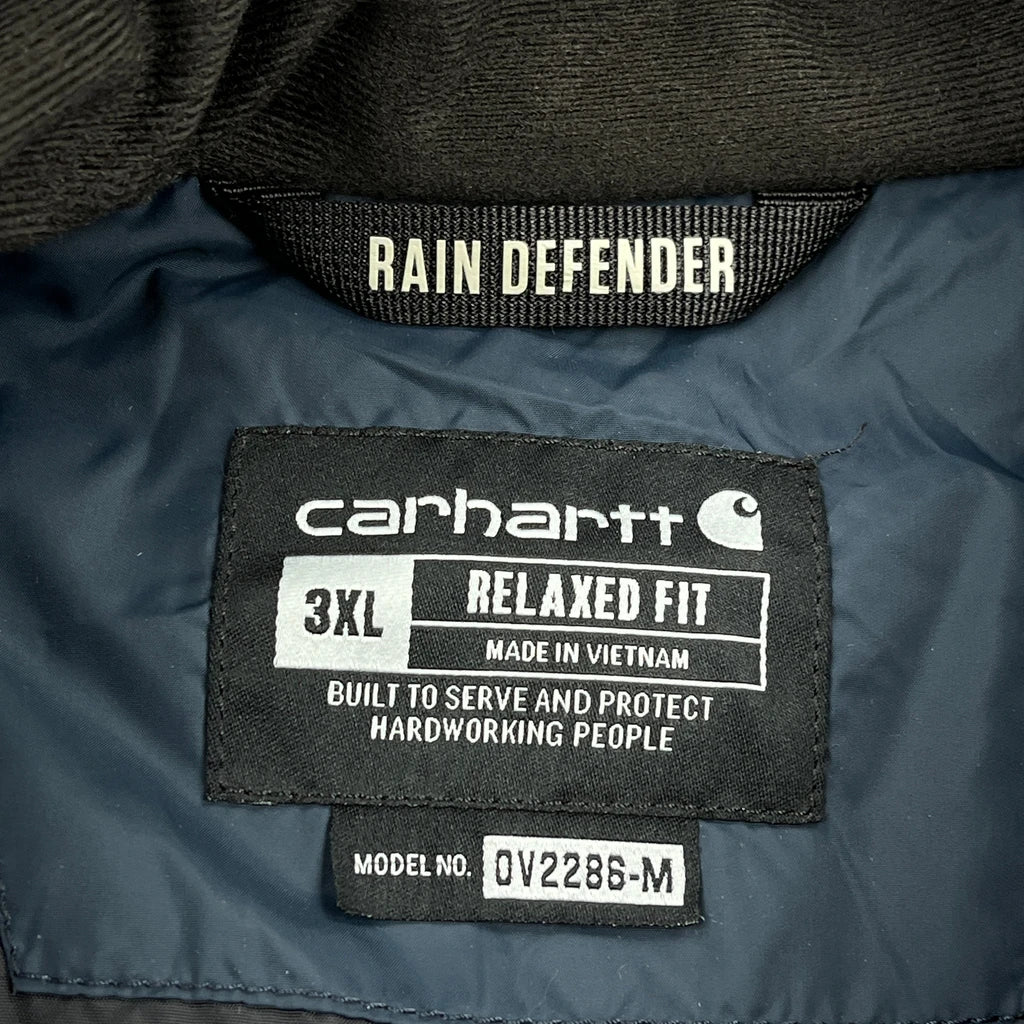 RAIN DEFENDER
carhartt
3XL
RELAXED FIT
MADE IN VIETNAM
BUILT TO SERVE AND PROTECT
HARDWORKING PEOPLE
MODEL NO. OV2286-M